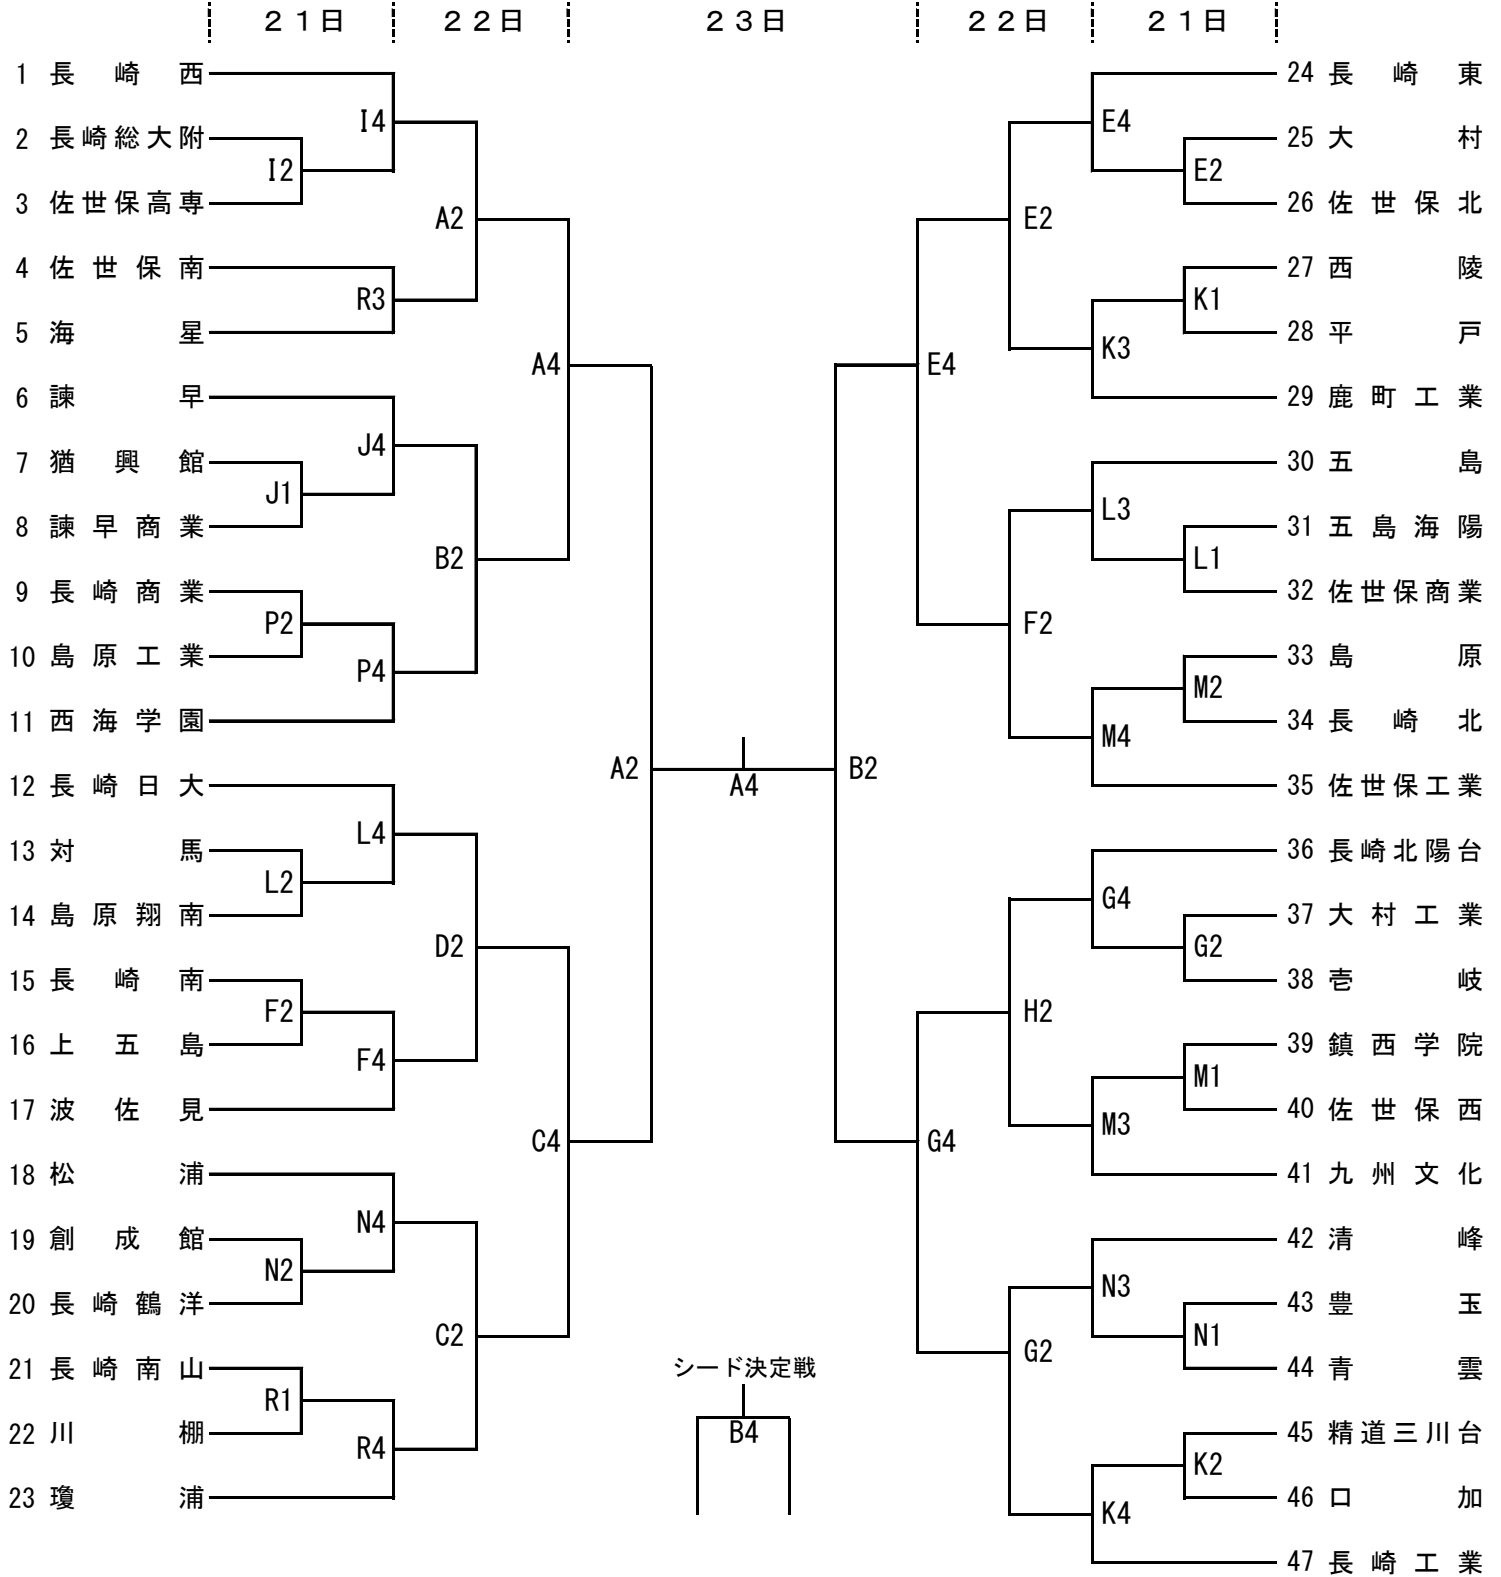 ２１日 ２２日 ２３日 ２２日 ２１日
1 長崎西
I4
2 長崎総大附
I2
3 佐世保高専
A2
4 佐世保南
R3
5 海星
A4
6 諫早
J4
7 猶興館
J1
8 諫早商業
B2
9 長崎商業
P2
10 島原工業
P4
11 西海学園
A2
12 長崎日大
L4
13 対馬
L2
14 島原翔南
D2
15 長崎南
F2
16 上五島
F4
17 波佐見
C4
18 松浦
N4
19 創成館
N2
20 長崎鶴洋
C2
21 長崎南山
R1
22 川棚
R4
23 瓊浦
A4
シード決定戦
B4
24 長崎東
E4
25 大村
E2
26 佐世保北
E2
27 西陵
K1
28 平戸
K3
29 鹿町工業
E4
30 五島
L3
31 五島海陽
L1
32 佐世保商業
F2
33 島原
M2
34 長崎北
M4
35 佐世保工業
B2
36 長崎北陽台
G4
37 大村工業
G2
38 壱岐
H2
39 鎮西学院
M1
40 佐世保西
M3
41 九州文化
G4
42 清峰
N3
43 豊玉
N1
44 青雲
G2
45 精道三川台
K2
46 口加
K4
47 長崎工業